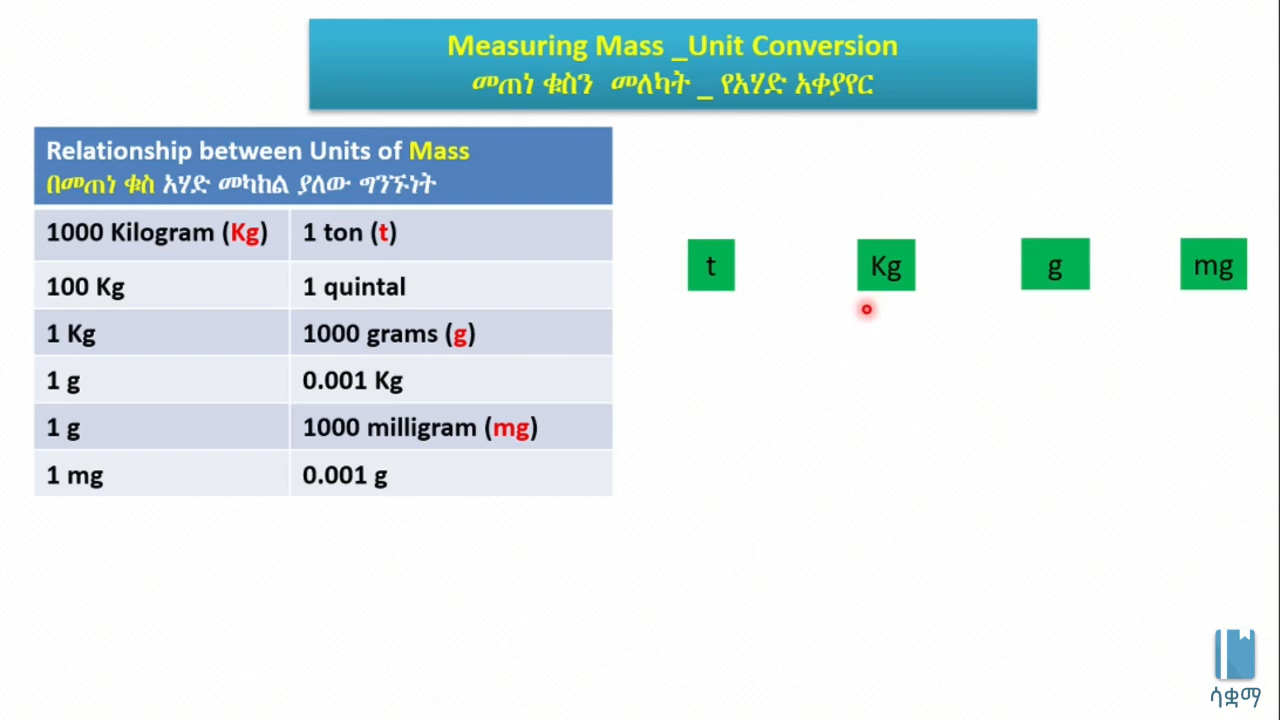 Measuring Mass _Unit Conversion
መጠነ ቁስን መለካት _ የአሃድ አቀያየር
Relationship between Units of Mass
በመጠነ ቁስ አሃድ መካከል ያለው ግንኙነት
1000 Kilogram (Kg) 1 ton (t)
100 Kg 1 quintal
1 Kg 1000 grams (g)
1 g 0.001 Kg
1 g 1000 milligram (mg)
1 mg 0.001 g
t Kg g mg
ሳቋማ